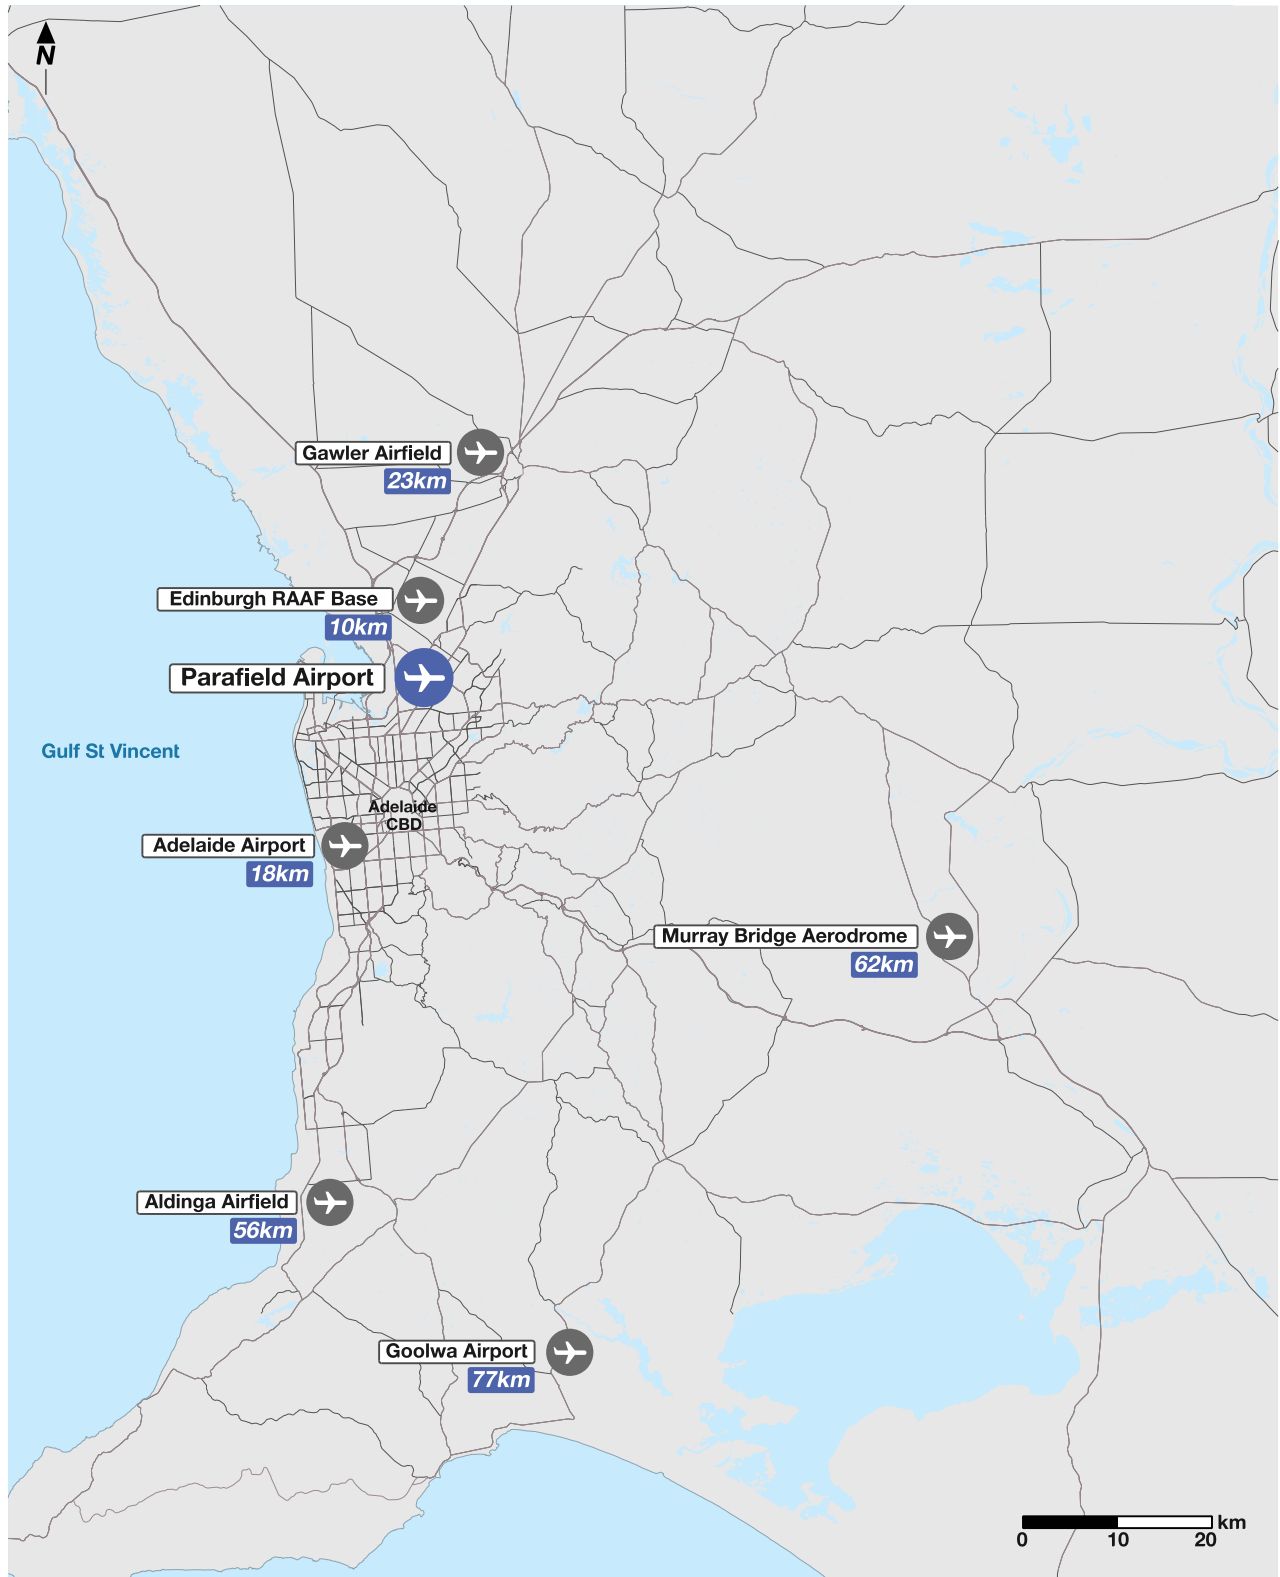 N
Gawler Airfield
23km
Edinburgh RAAF Base
10km
Parafield Airport
Gulf St Vincent
Adelaide
CBD
Adelaide Airport
18km
Murray Bridge Aerodrome
62km
Aldinga Airfield
56km
Goolwa Airport
77km
km
0 10 20